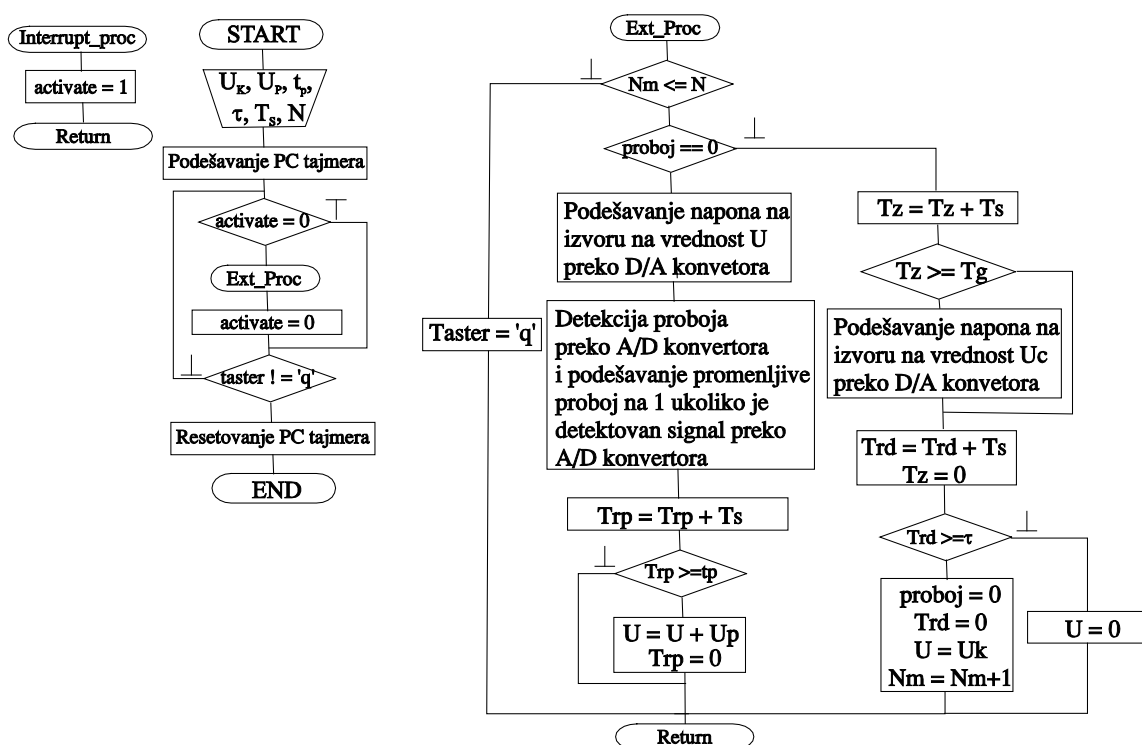 Interrupt_proc
activate = 1
Return
START
U_K, U_P, t_p,
τ, T_S, N
Podešavanje PC tajmera
activate = 0
Ext_Proc
activate = 0
taster ! = 'q'
Resetovanje PC tajmera
END
Ext_Proc
Nm <= N
proboj == 0
Taster = 'q'
Podešavanje napona na
izvoru na vrednost U
preko D/A konvetora
Detekcija proboja
preko A/D konvertora
i podešavanje promenljive
proboj na 1 ukoliko je
detektovan signal preko
A/D konvertora
Trp = Trp + Ts
Trp >=tp
U = U + Up
Trp = 0
Tz = Tz + Ts
Tz >= Tg
Podešavanje napona na
izvoru na vrednost Uc
preko D/A konvetora
Trd = Trd + Ts
Tz = 0
Trd >=τ
proboj = 0
Trd = 0
U = Uk
Nm = Nm+1
U = 0
Return